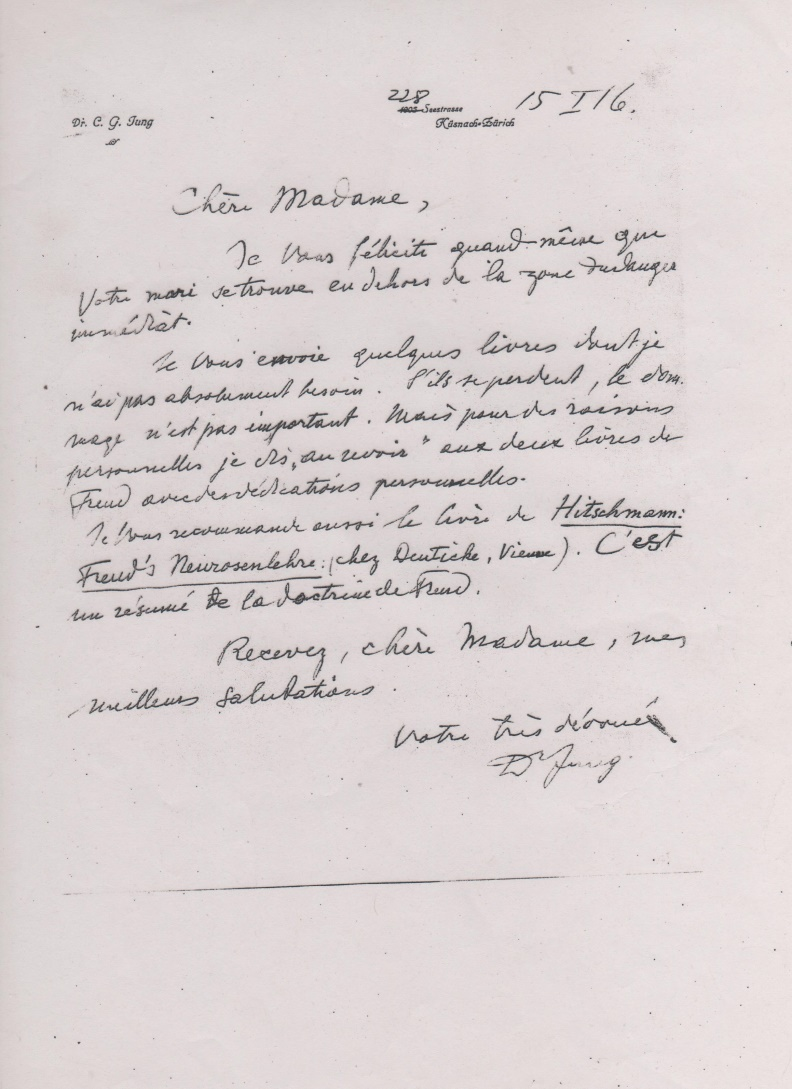 Dr. C. G. Jung
228
1003 Seestrasse
Küsnach-Zürich
15 I 16.
Chère Madame,
Je Vous félicite quand-même que
Votre mari se trouve en dehors de la zone du danger
immédiat.
Je Vous envoie quelques livres dont je
n'ai pas absolument besoin. S'ils se perdent, le dom-
mage n'est pas important. Mais pour des raisons
personnelles je dis „au revoir" aux deux livres de
Freud avec des dédications personnelles.
Je Vous recommande aussi le livre de Hitschmann:
Freud's Neurosenlehre: (chez Deuticke, Vienne). C'est
un résumé de la doctrine de Freud.
Recevez, chère Madame, mes
meilleurs salutations.
Votre très dévoué
Dr Jung.